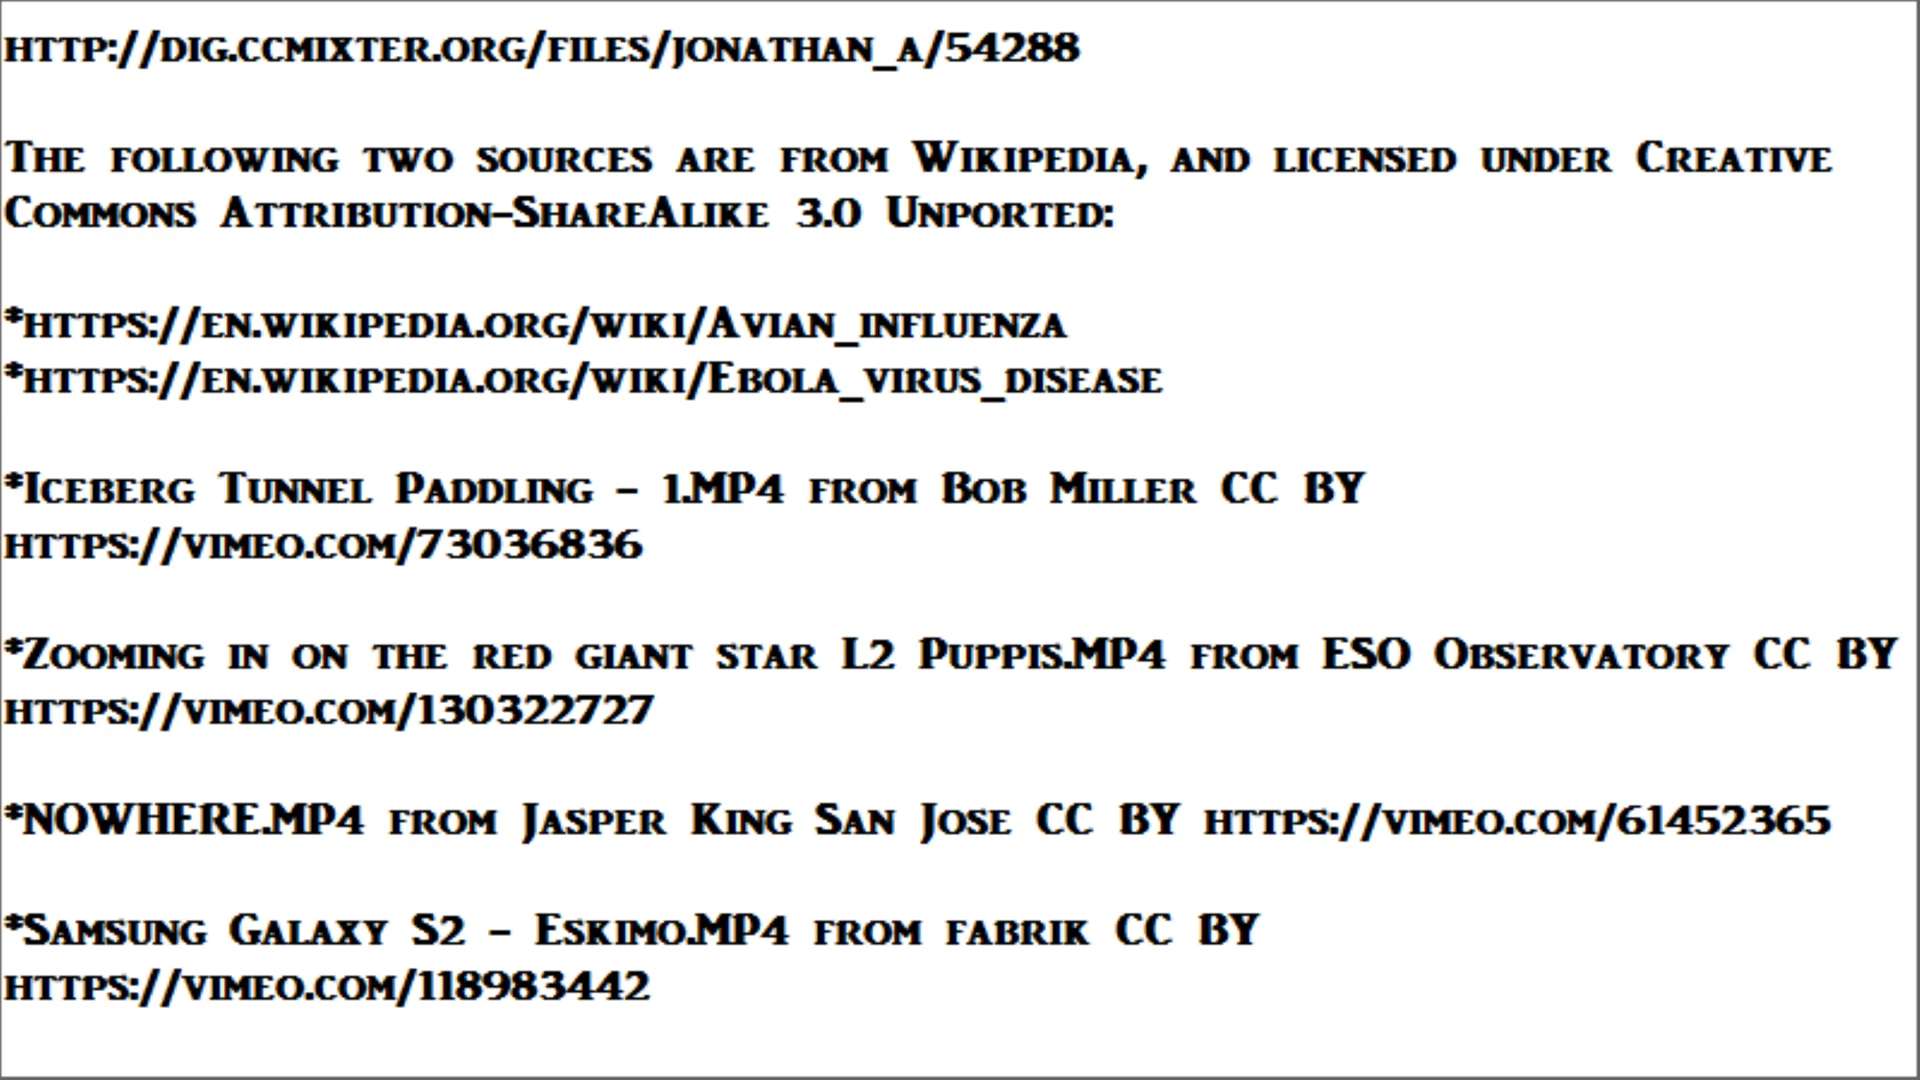 http://dig.ccmixter.org/files/jonathan_a/54288
The following two sources are from Wikipedia, and licensed under Creative
Commons Attribution-ShareAlike 3.0 Unported:
*https://en.wikipedia.org/wiki/Avian_influenza
*https://en.wikipedia.org/wiki/Ebola_virus_disease
*Iceberg Tunnel Paddling - 1.MP4 from Bob Miller CC BY
https://vimeo.com/73036836
*Zooming in on the red giant star L2 Puppis.MP4 from ESO Observatory CC BY
https://vimeo.com/130322727
*NOWHERE.MP4 from Jasper King San Jose CC BY https://vimeo.com/61452365
*Samsung Galaxy S2 - Eskimo.MP4 from fabrik CC BY
https://vimeo.com/118983442